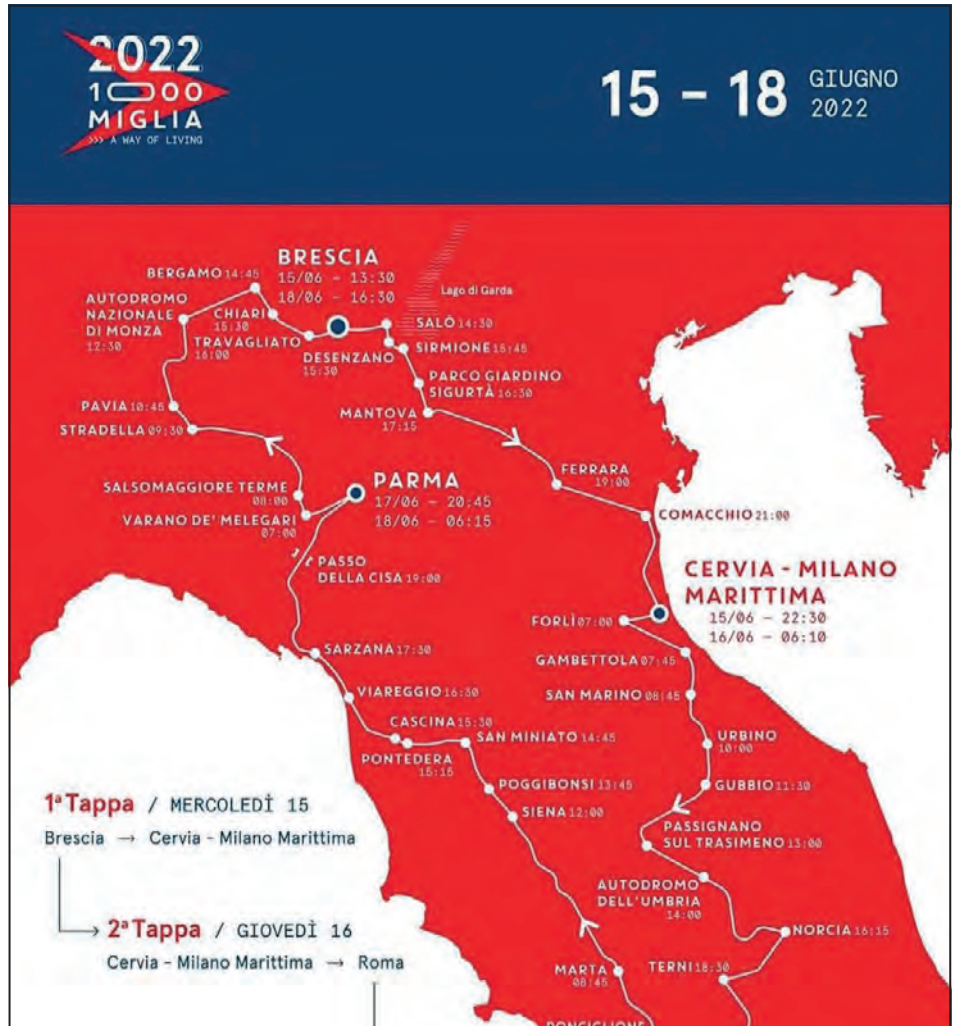 2022
1000
MIGLIA
>>> A WAY OF LIVING
15 - 18
GIUGNO
2022
BRESCIA
15/06 - 13:30
18/06 - 16:30
BERGAMO 14:45
Lago di Garda
AUTODROMO
NAZIONALE
DI MONZA
12:30
CHIARI
15:30
TRAVAGLIATO
16:00
SALÒ 14:30
DESENZANO
15:30
SIRMIONE 15:45
PARCO GIARDINO
SIGURTÀ 16:30
PAVIA 10:45
MANTOVA
17:15
STRADELLA 09:30
FERRARA
19:00
PARMA
17/06 - 20:45
18/06 - 06:15
SALSOMAGGIORE TERME
08:00
VARANO DE' MELEGARI
07:00
COMACCHIO 21:00
PASSO
DELLA CISA 19:00
CERVIA - MILANO
MARITTIMA
15/06 - 22:30
16/06 - 06:10
FORLÌ 07:00
SARZANA 17:30
GAMBETTOLA 07:45
VIAREGGIO 16:30
SAN MARINO 08:45
CASCINA 15:30
PONTEDERA
15:15
SAN MINIATO 14:45
URBINO
10:00
POGGIBONSI 13:45
GUBBIO 11:30
SIENA 12:00
PASSIGNANO
SUL TRASIMENO 13:00
1ª Tappa / MERCOLEDÌ 15
Brescia → Cervia - Milano Marittima
AUTODROMO
DELL'UMBRIA
14:00
2ª Tappa / GIOVEDÌ 16
Cervia - Milano Marittima → Roma
NORCIA 16:15
TERNI 18:30
MARTA
08:45
RONCIGLIONE